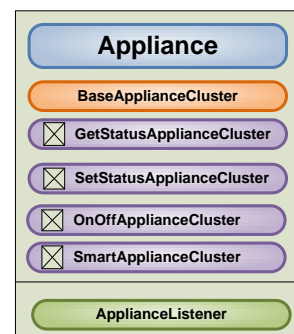 Appliance
BaseApplianceCluster
GetStatusApplianceCluster
SetStatusApplianceCluster
OnOffApplianceCluster
SmartApplianceCluster
ApplianceListener